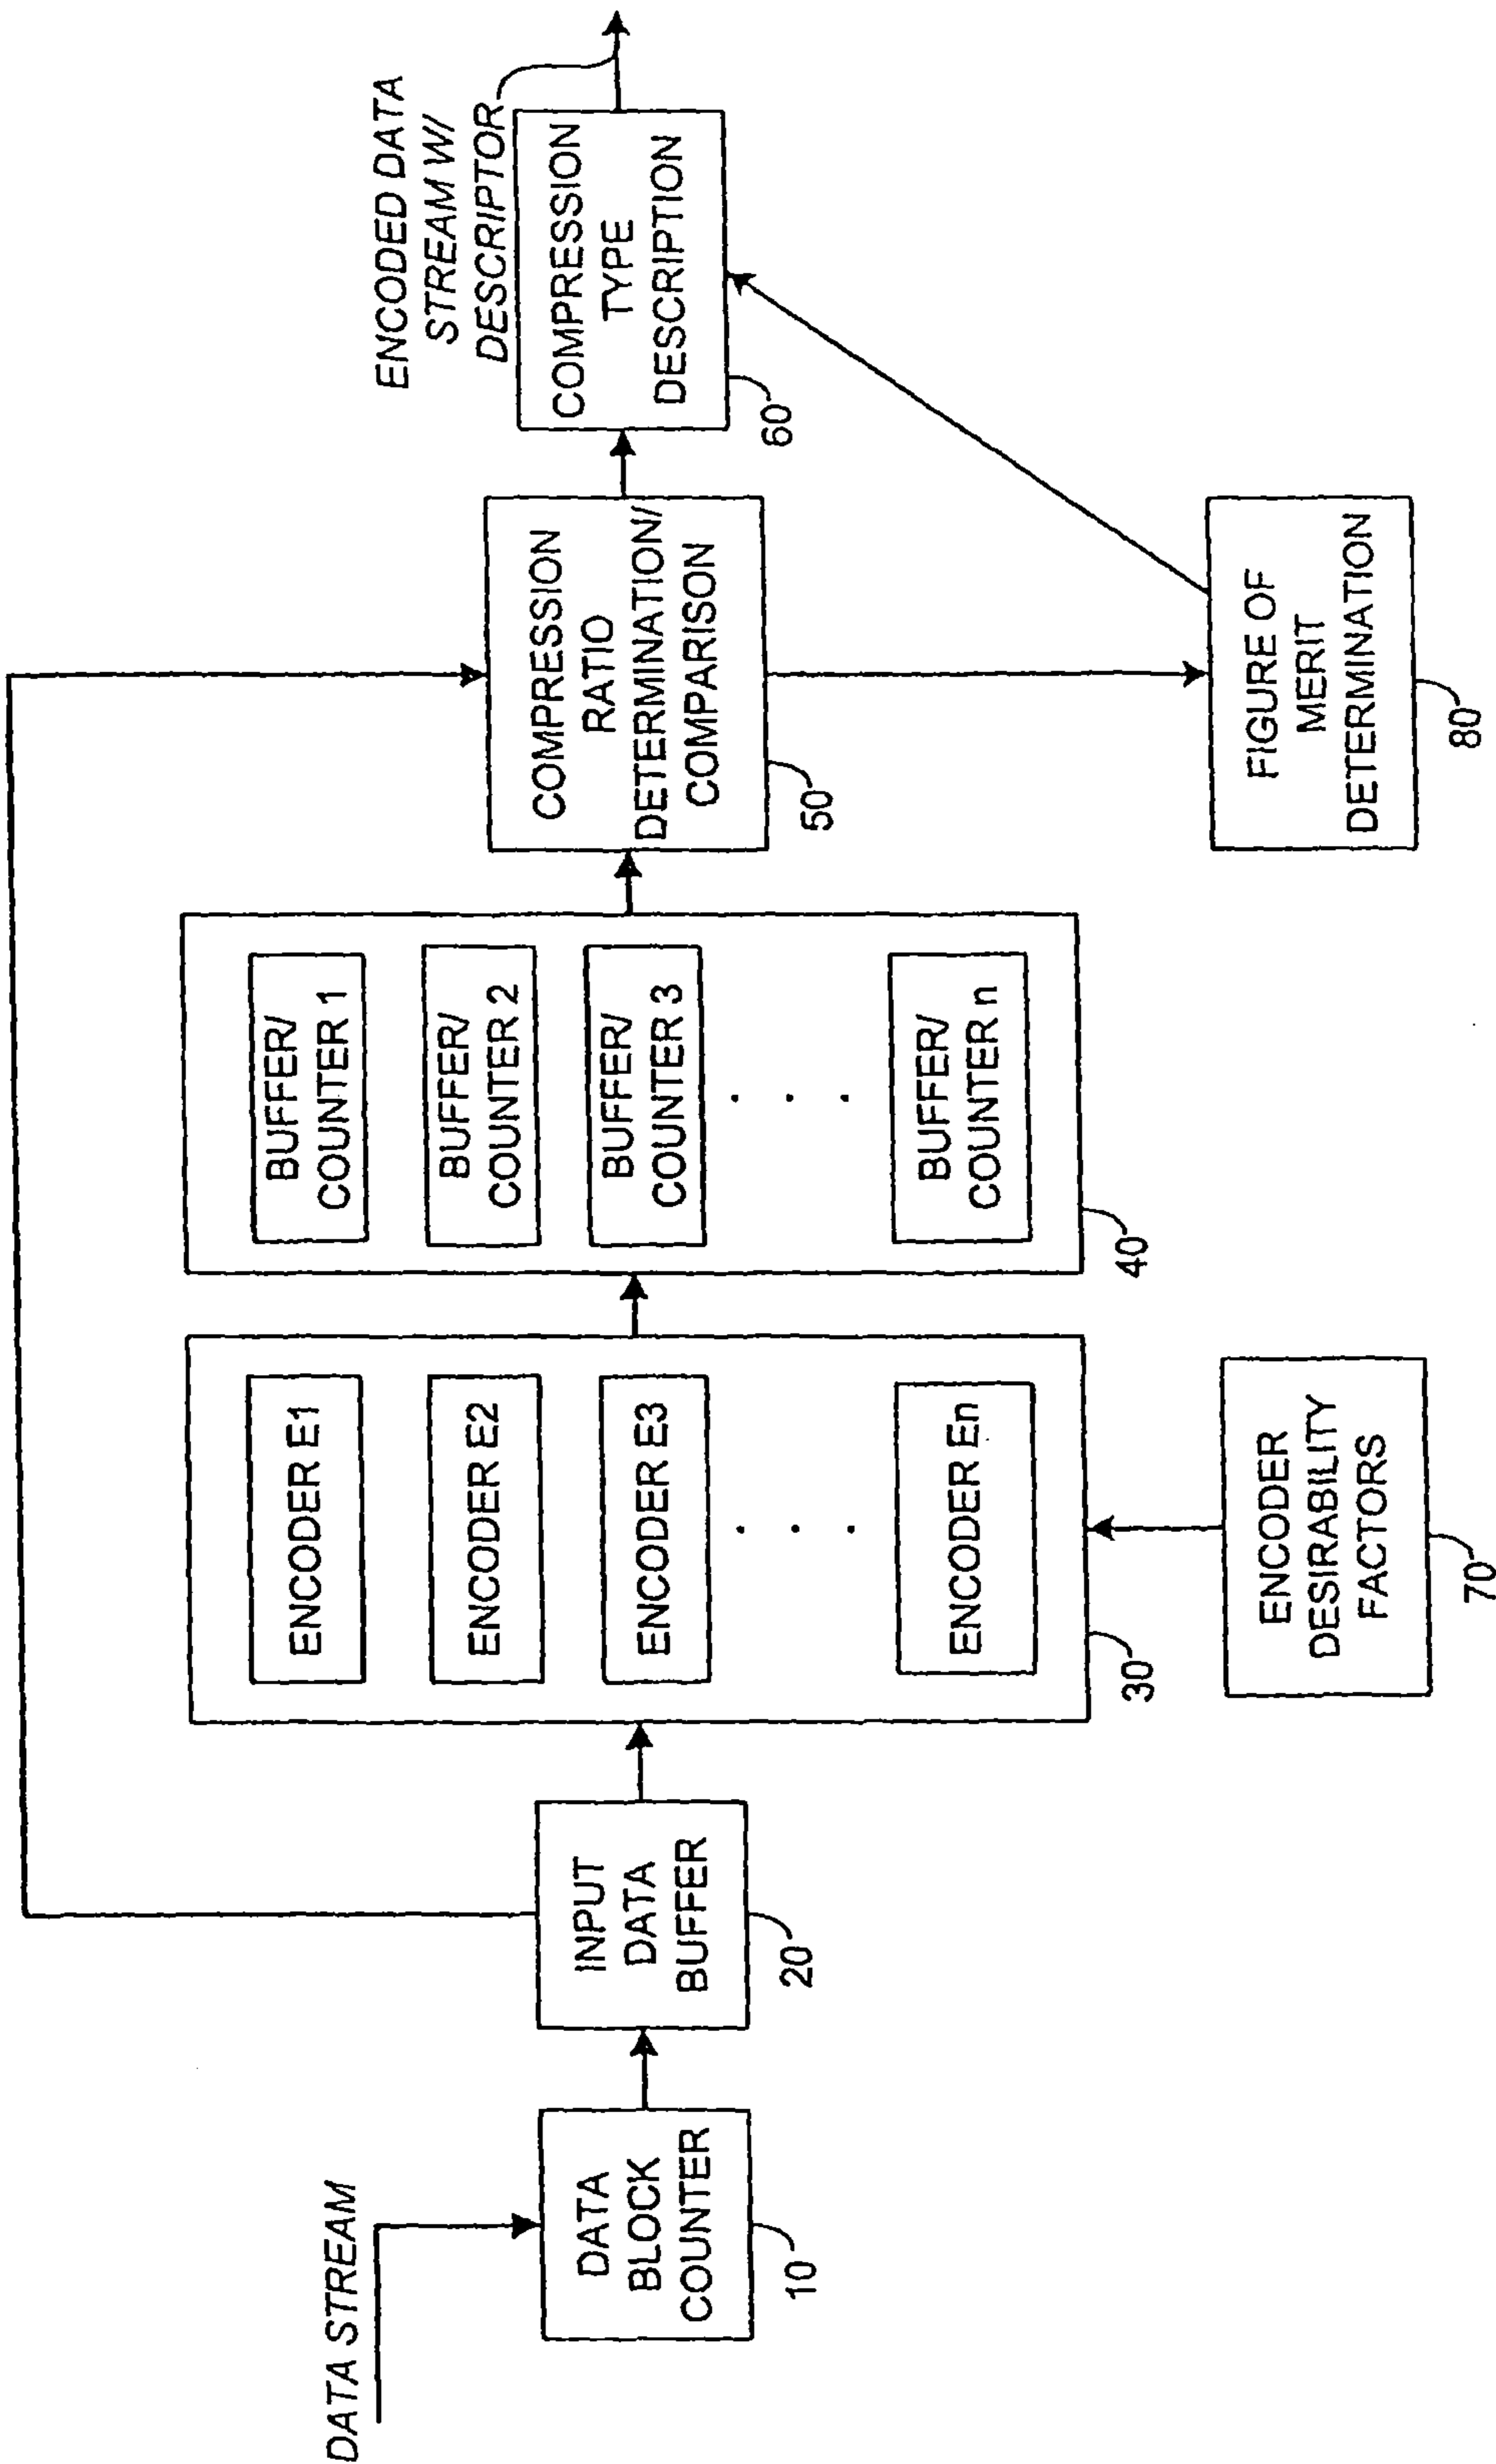 DATA STREAM
DATA
BLOCK
COUNTER
10
INPUT
DATA
BUFFER
20
ENCODER E1
ENCODER E2
ENCODER E3
. . .
ENCODER En
30
ENCODER
DESIRABILITY
FACTORS
70
BUFFER/
COUNTER 1
BUFFER/
COUNTER 2
BUFFER/
COUNTER 3
. . .
BUFFER/
COUNTER n
40
COMPRESSION
RATIO
DETERMINATION/
COMPARISON
50
FIGURE OF
MERIT
DETERMINATION
80
ENCODED DATA
STREAM W/
DESCRIPTOR
COMPRESSION
TYPE
DESCRIPTION
60